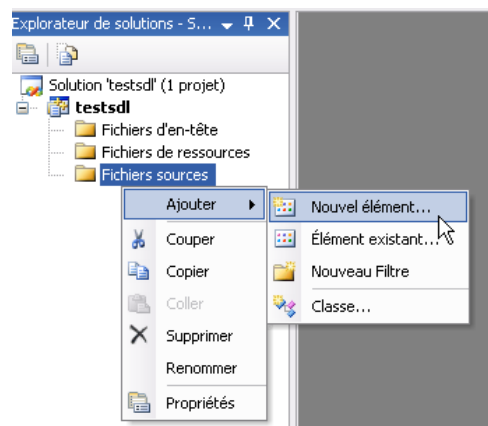 Explorateur de solutions - S...
Solution 'testsdl' (1 projet)
testsdl
Fichiers d'en-tête
Fichiers de ressources
Fichiers sources
Ajouter
Nouvel élément...
Couper
Élément existant...
Copier
Nouveau Filtre
Coller
Classe...
Supprimer
Renommer
Propriétés